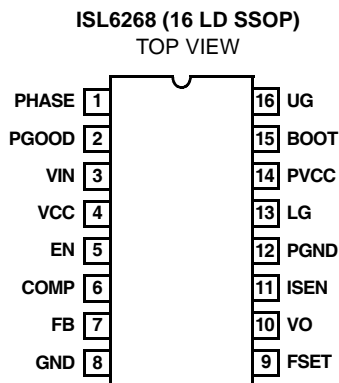 ISL6268 (16 LD SSOP)
TOP VIEW
PHASE 1 16 UG
PGOOD 2 15 BOOT
VIN 3 14 PVCC
VCC 4 13 LG
EN 5 12 PGND
COMP 6 11 ISEN
FB 7 10 VO
GND 8 9 FSET